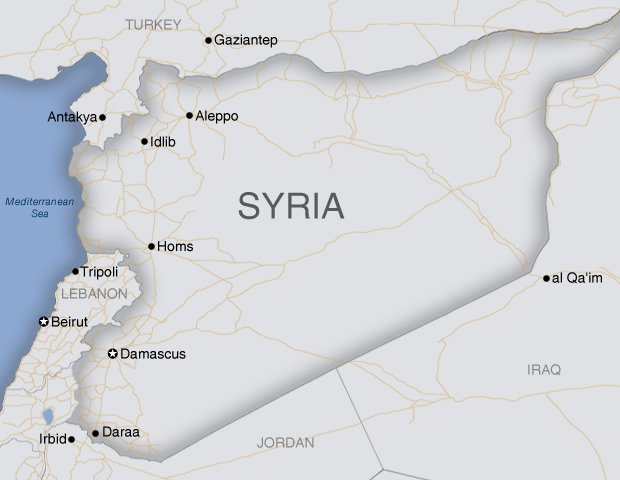 TURKEY
Gaziantep
Antakya
Aleppo
Idlib
Mediterranean
Sea
SYRIA
Homs
Tripoli
al Qa'im
LEBANON
Beirut
Damascus
IRAQ
Daraa
Irbid
JORDAN